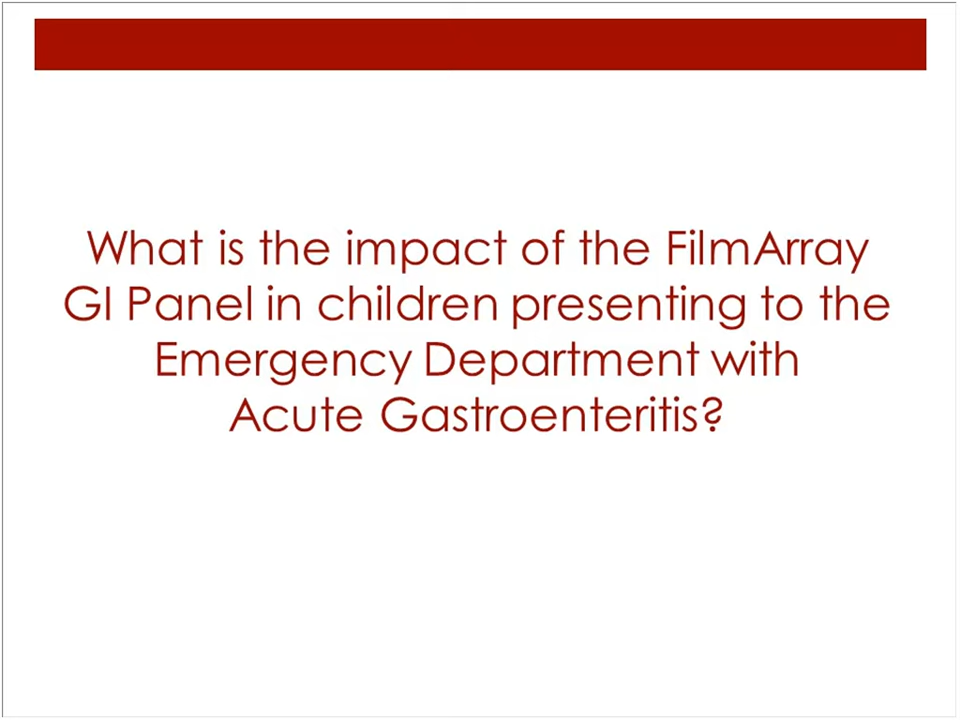 What is the impact of the FilmArray
GI Panel in children presenting to the
Emergency Department with
Acute Gastroenteritis?